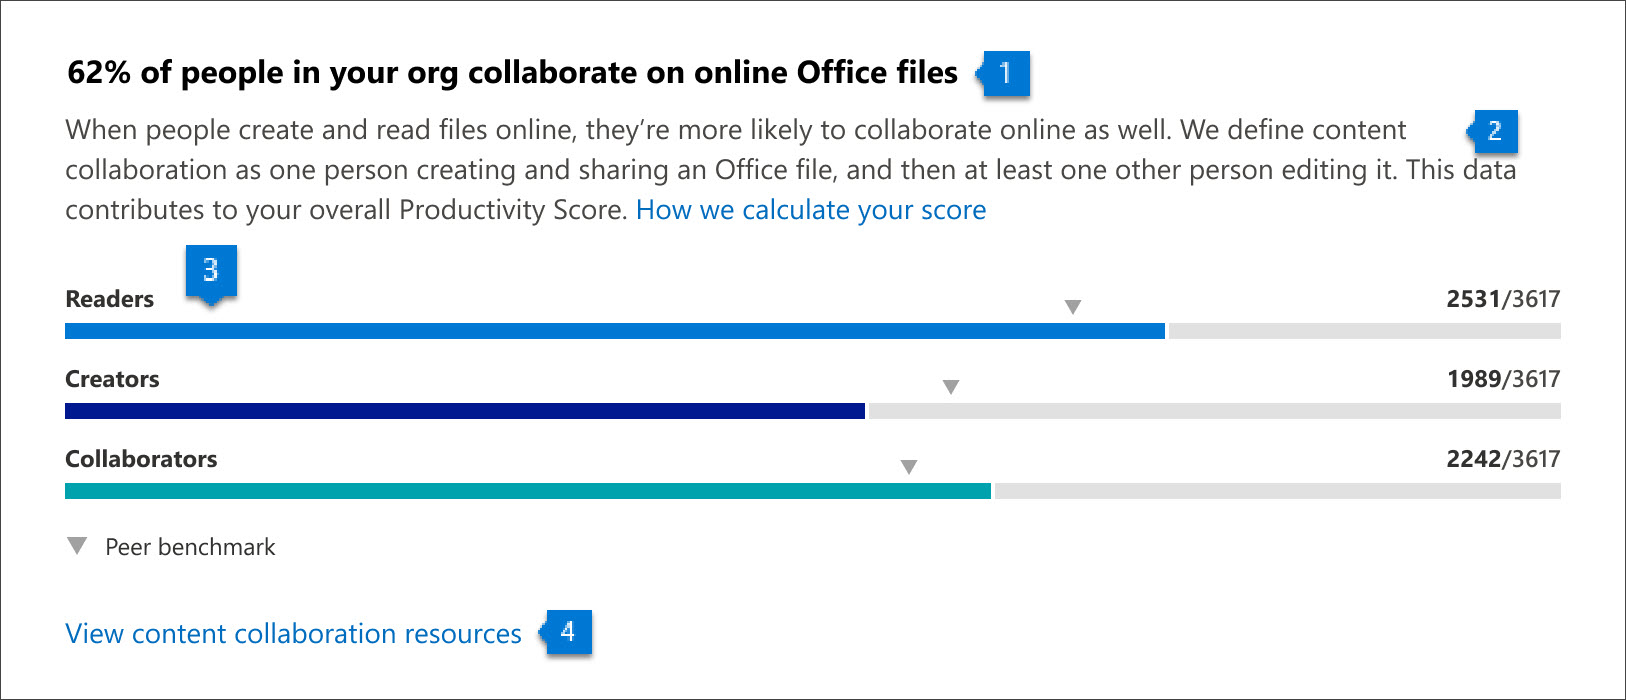 62% of people in your org collaborate on online Office files 1
When people create and read files online, they’re more likely to collaborate online as well. We define content 2
collaboration as one person creating and sharing an Office file, and then at least one other person editing it. This data
contributes to your overall Productivity Score. How we calculate your score
3
Readers 2531/3617
Creators 1989/3617
Collaborators 2242/3617
Peer benchmark
View content collaboration resources 4